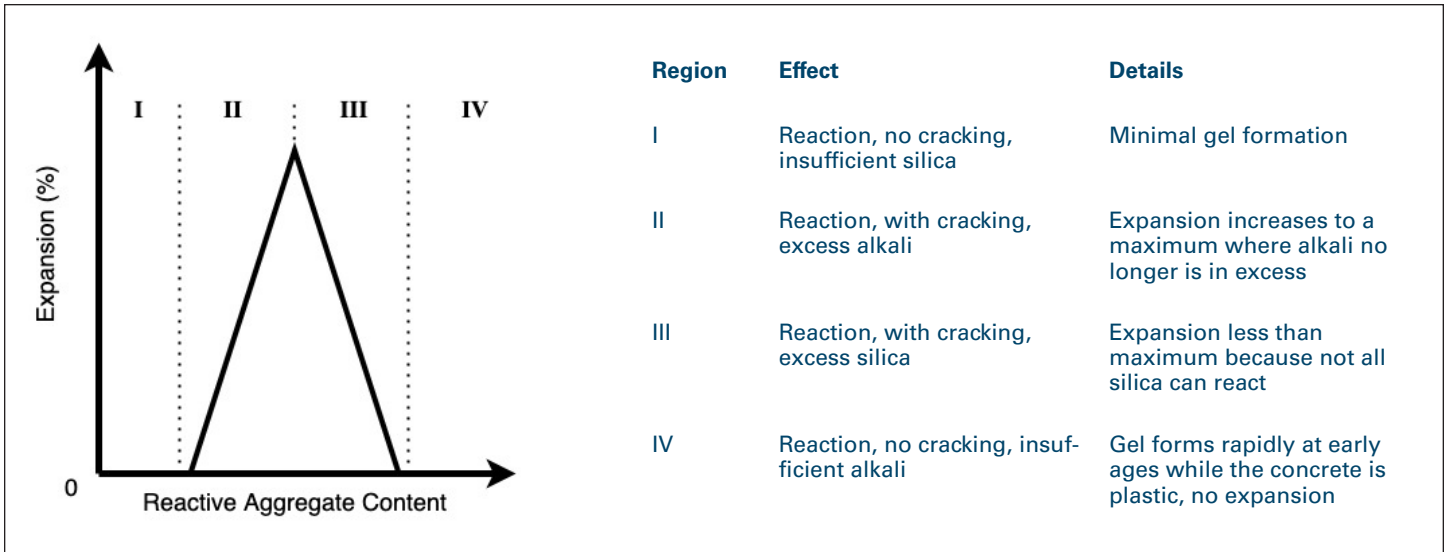 I II III IV
Expansion (%)
0
Reactive Aggregate Content
Region Effect Details
I Reaction, no cracking, Minimal gel formation
insufficient silica
II Reaction, with cracking, Expansion increases to a
excess alkali maximum where alkali no
longer is in excess
III Reaction, with cracking, Expansion less than
excess silica maximum because not all
silica can react
IV Reaction, no cracking, insuf- Gel forms rapidly at early
ficient alkali ages while the concrete is
plastic, no expansion